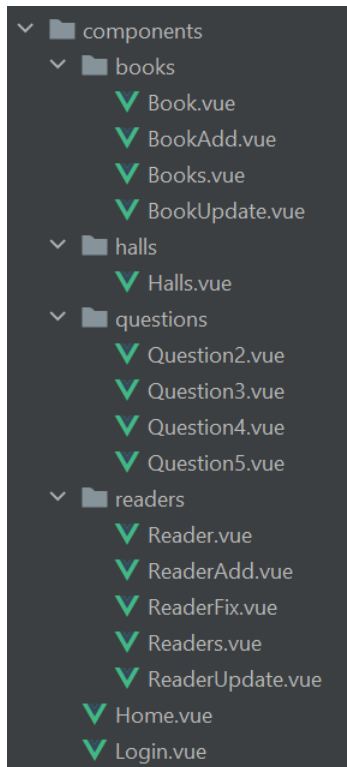 components
books
Book.vue
BookAdd.vue
Books.vue
BookUpdate.vue
halls
Halls.vue
questions
Question2.vue
Question3.vue
Question4.vue
Question5.vue
readers
Reader.vue
ReaderAdd.vue
ReaderFix.vue
Readers.vue
ReaderUpdate.vue
Home.vue
Login.vue